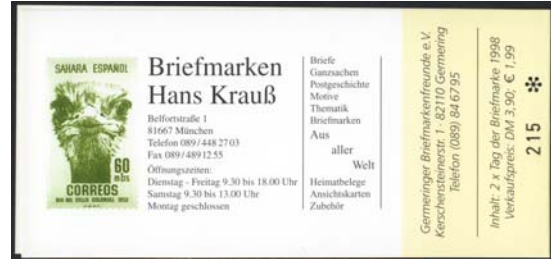 SAHARA ESPAÑOL
60
CORREOS
Briefmarken
Hans Krauß
Belfortstraße 1
81667 München
Telefon 089/448 27 03
Fax 089/489 12 55
Öffnungszeiten:
Dienstag - Freitag 9.30 bis 18.00 Uhr
Samstag 9.30 bis 13.00 Uhr
Montag geschlossen
Briefe
Ganzsachen
Postgeschichte
Motive
Thematik
Briefmarken
Aus
aller
Welt
Heimatbelege
Ansichtskarten
Zubehör
Germeringer Briefmarkenfreunde e.V.
Kerschensteinerstr. 1 · 82110 Germering
Telefon (089) 84 67 95
Inhalt: 2 x Tag der Briefmarke 1998
Verkaufspreis: DM 3,90; € 1,99
215 *